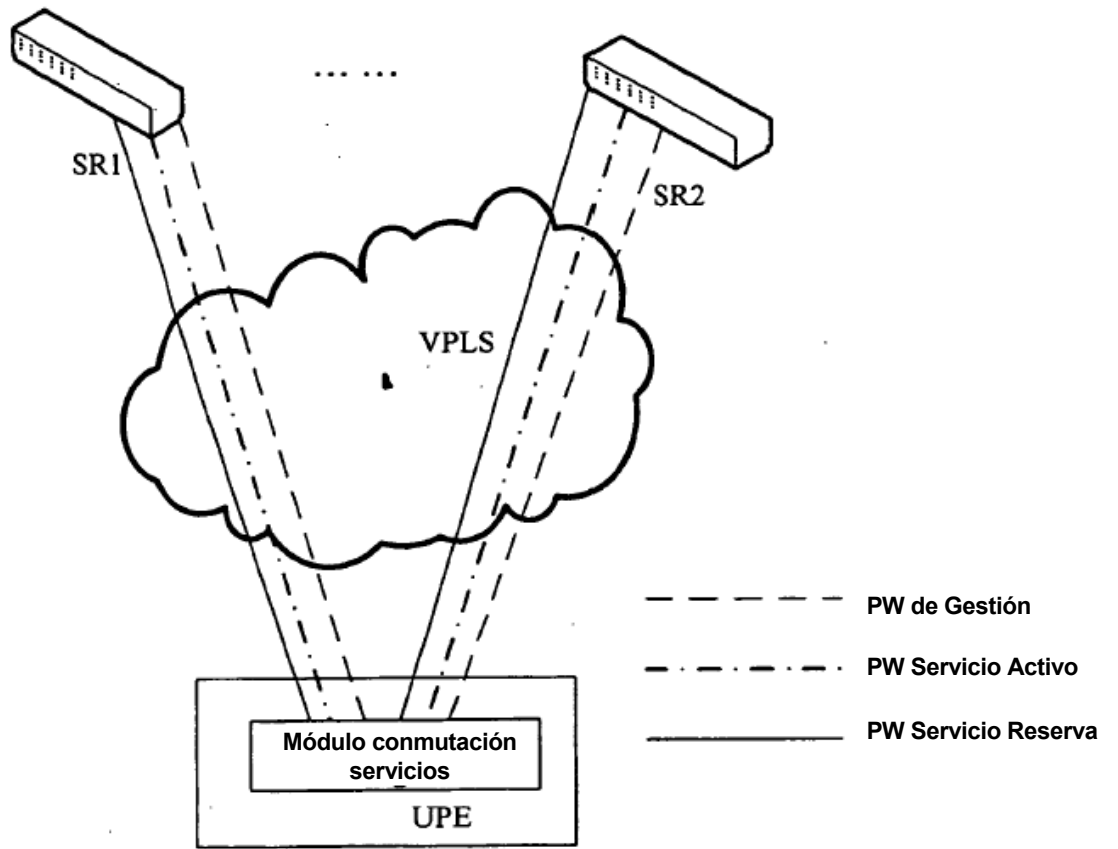 SR1
SR2
VPLS
PW de Gestión
PW Servicio Activo
PW Servicio Reserva
Módulo conmutación
servicios
UPE